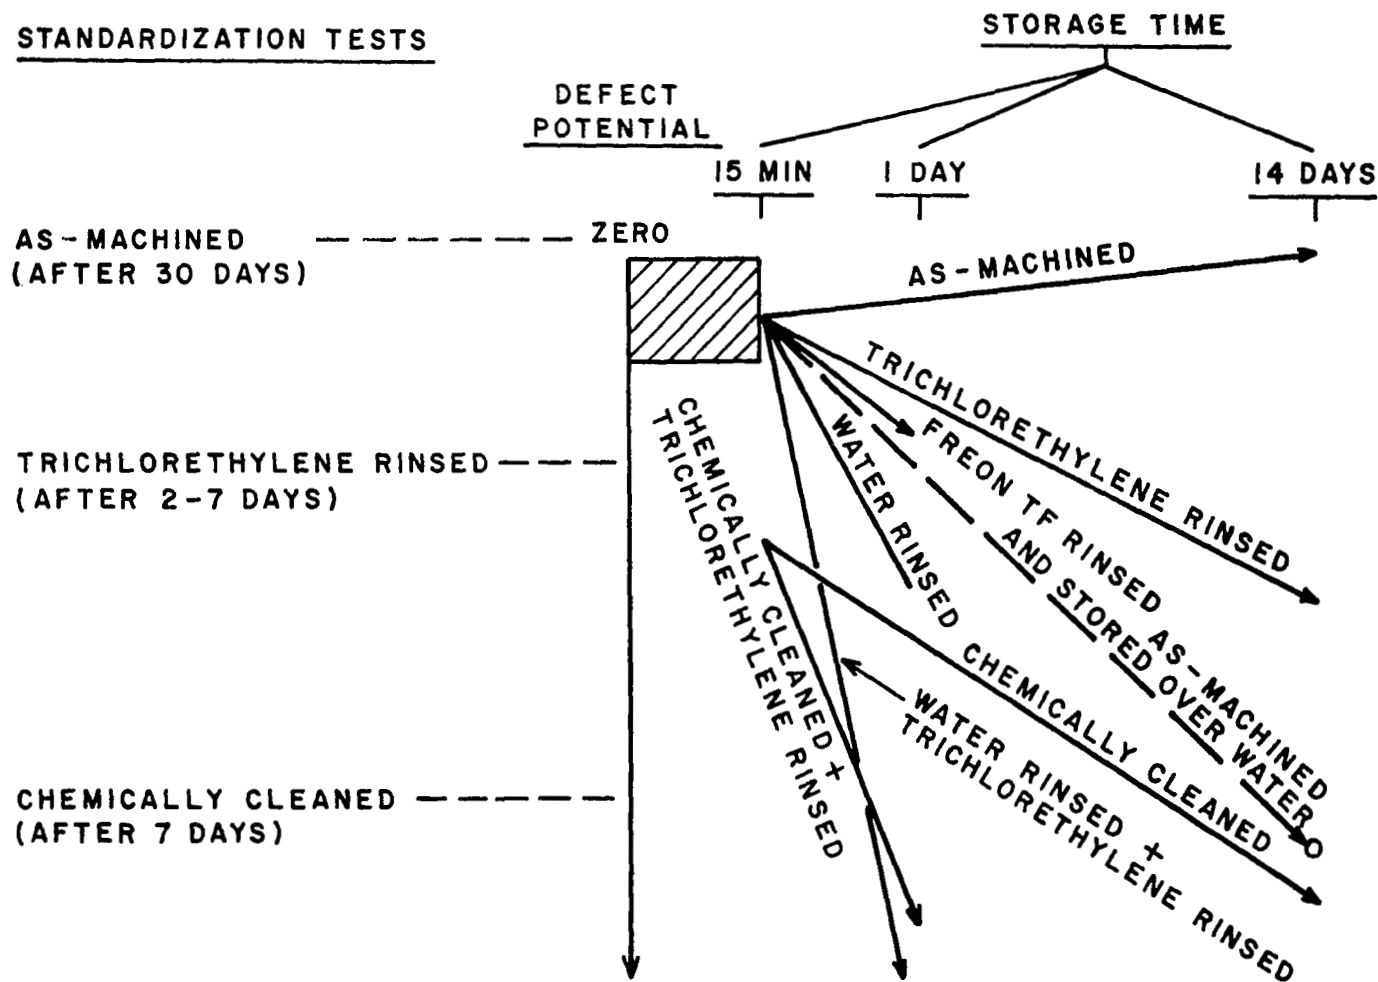 STANDARDIZATION TESTS
STORAGE TIME
DEFECT
POTENTIAL
15 MIN
1 DAY
14 DAYS
AS-MACHINED
(AFTER 30 DAYS)
ZERO
AS-MACHINED
TRICHLORETHYLENE RINSED
FREON TF RINSED
AS-MACHINED
AND STORED OVER WATER
WATER RINSED
CHEMICALLY CLEANED +
TRICHLORETHYLENE RINSED
TRICHLORETHYLENE RINSED
(AFTER 2-7 DAYS)
CHEMICALLY CLEANED
WATER RINSED +
TRICHLORETHYLENE RINSED
CHEMICALLY CLEANED
(AFTER 7 DAYS)